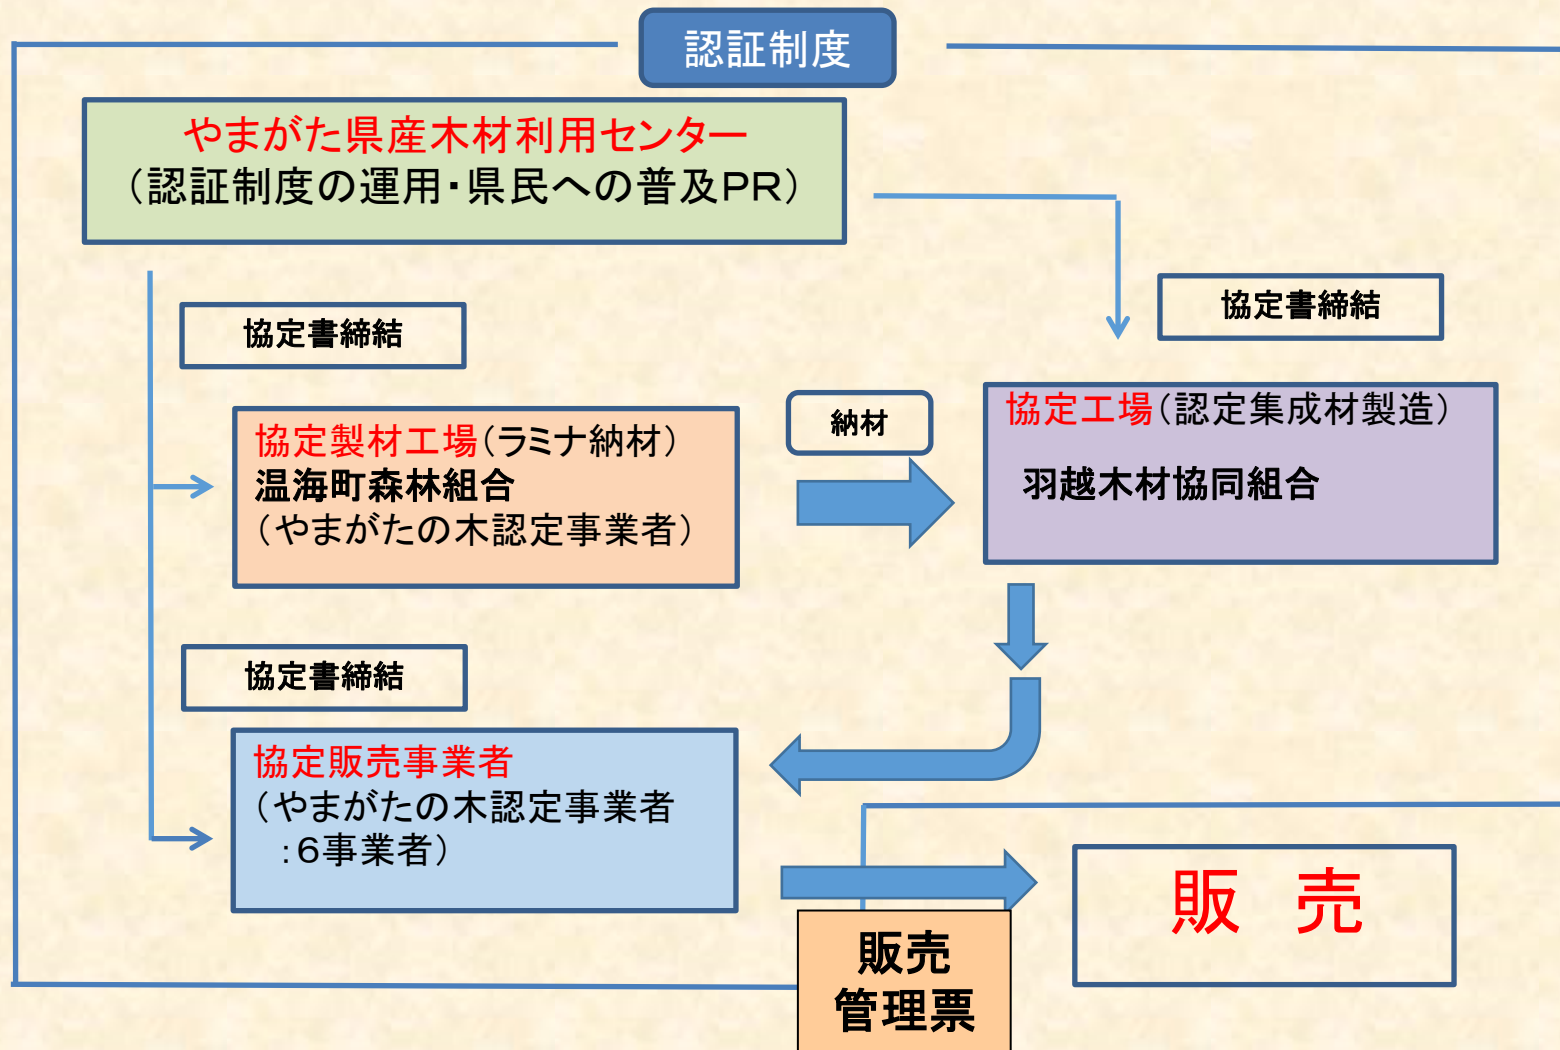 認証制度
やまがた県産木材利用センター
（認証制度の運用・県民への普及PR）
協定書締結
協定書締結
協定製材工場（ラミナ納材）
温海町森林組合
（やまがたの木認定事業者）
納材
協定工場（認定集成材製造）
羽越木材協同組合
協定書締結
協定販売事業者
（やまがたの木認定事業者
：6事業者）
販売
管理票
販　売